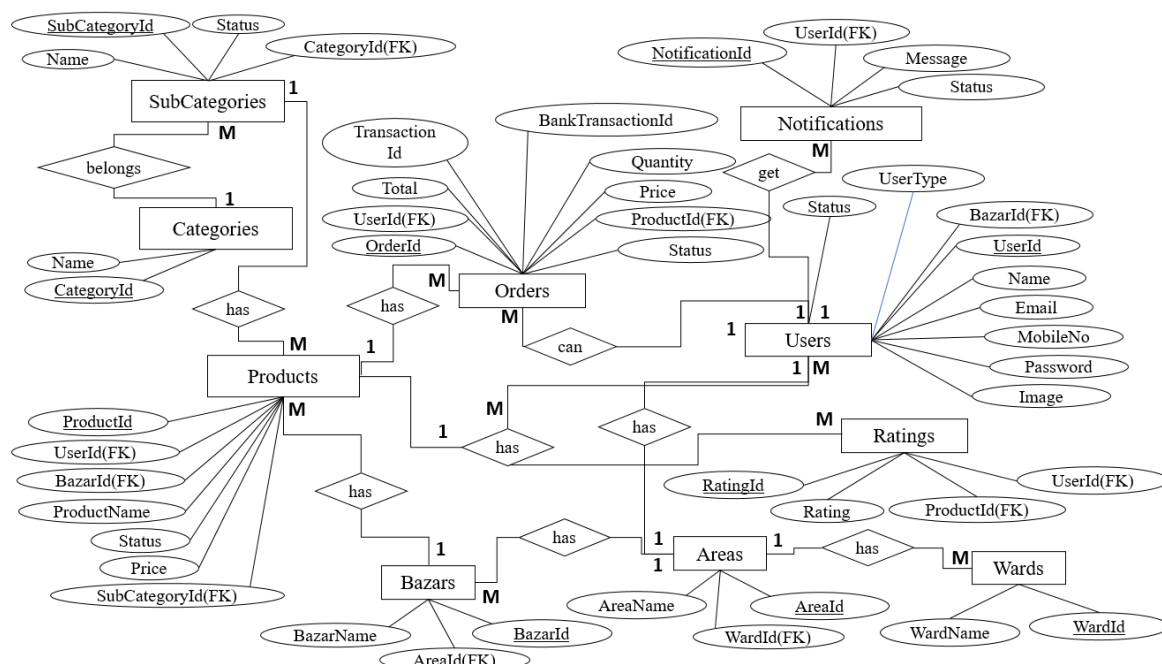 SubCategoryId
Status
Name
CategoryId(FK)
SubCategories
1
M
belongs
1
Categories
Name
CategoryId
has
M
NotificationId
UserId(FK)
Message
Status
Notifications
M
get
Transaction
Id
BankTransactionId
Total
Quantity
UserId(FK)
Price
OrderId
ProductId(FK)
Status
Orders
M
M
has
1
can
UserType
Status
BazarId(FK)
UserId
Name
Email
MobileNo
Password
Image
Users
1
1
1
1
M
Products
M
ProductId
UserId(FK)
BazarId(FK)
ProductName
Status
Price
SubCategoryId(FK)
M
1
has
has
M
Ratings
RatingId
Rating
ProductId(FK)
UserId(FK)
has
1
Bazars
M
BazarName
AreaId(FK)
BazarId
has
1
1
Areas
1
AreaName
WardId(FK)
AreaId
has
M
Wards
WardName
WardId